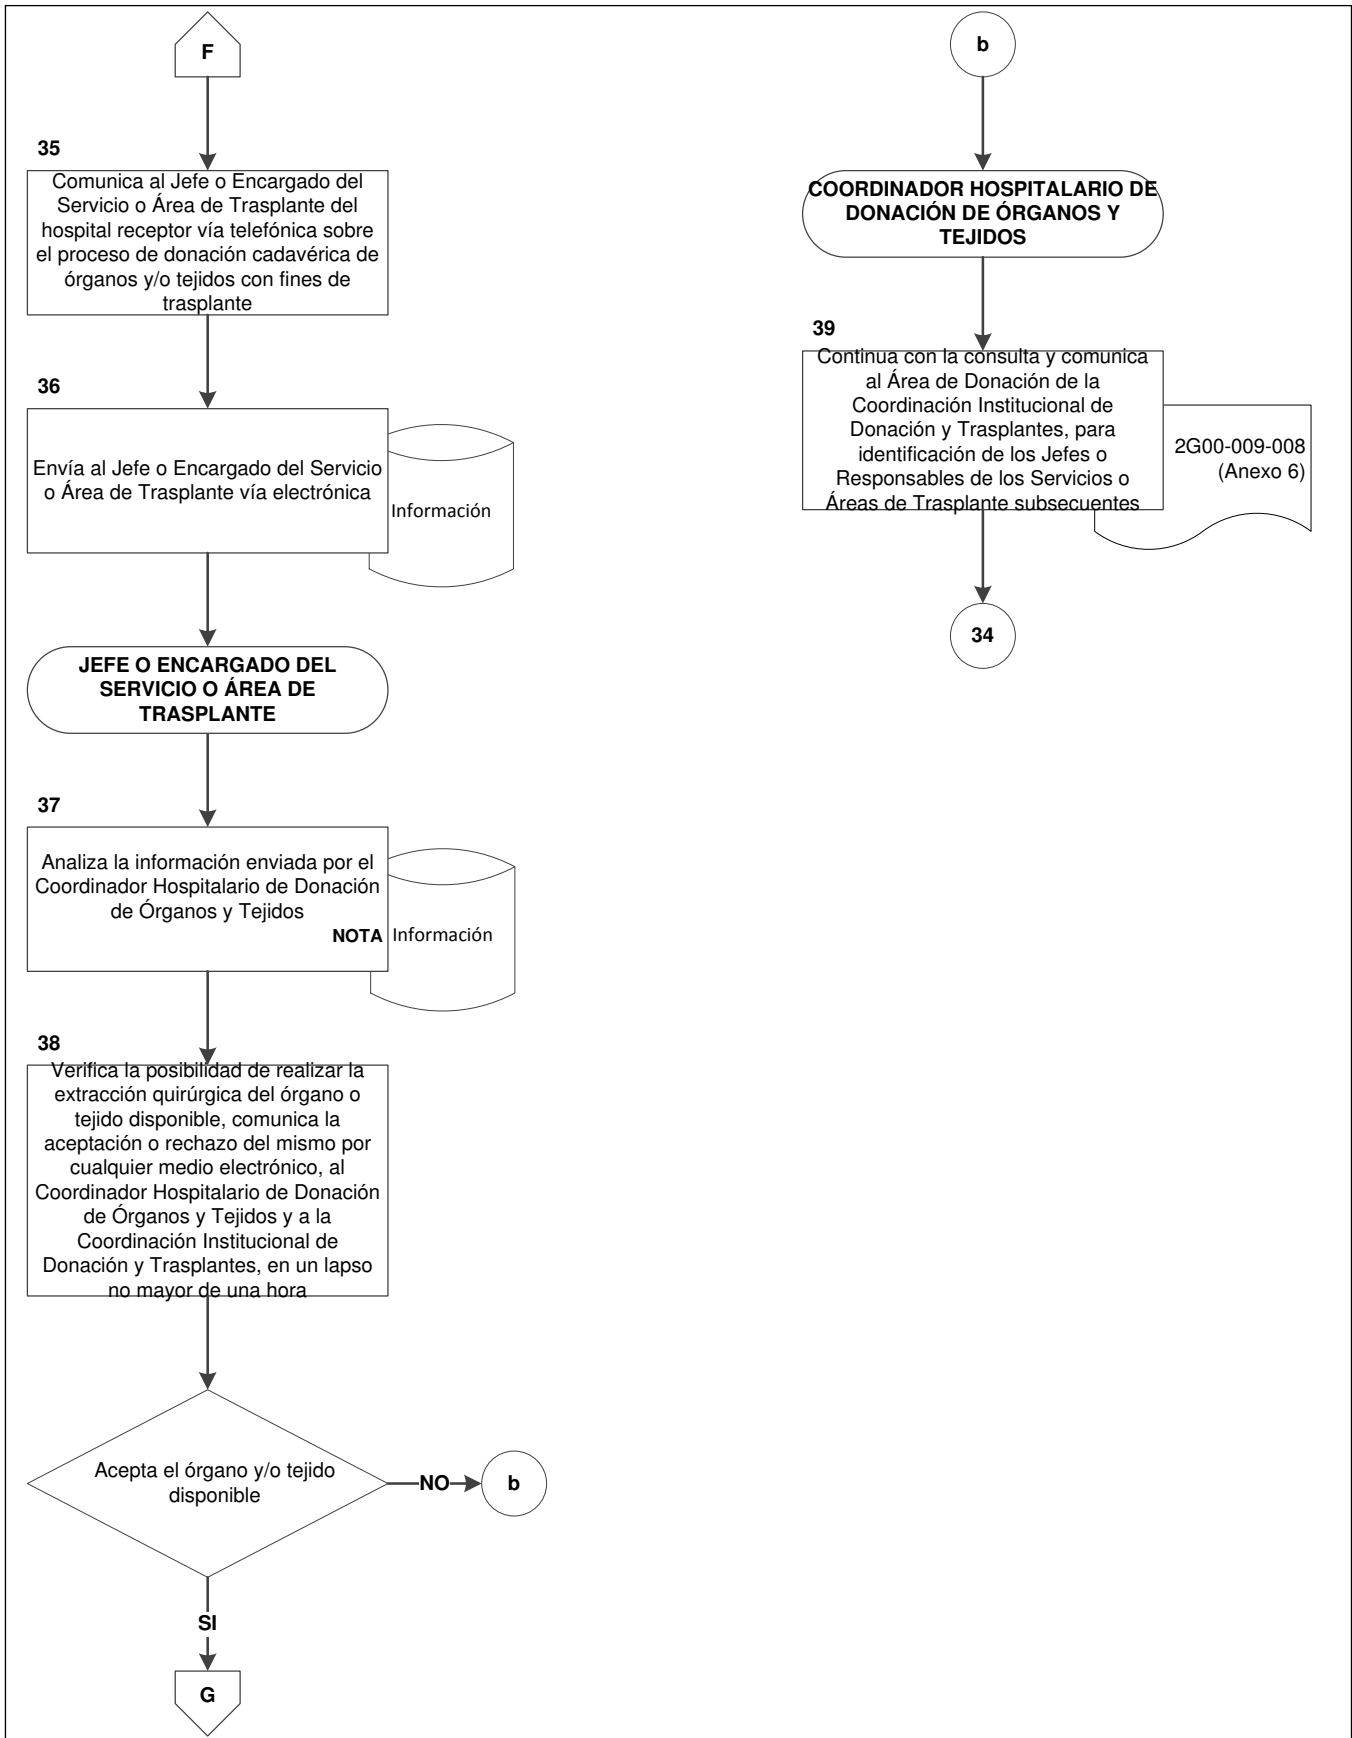 F
35
Comunica al Jefe o Encargado del
Servicio o Área de Trasplante del
hospital receptor vía telefónica sobre
el proceso de donación cadavérica de
órganos y/o tejidos con fines de
trasplante
36
Envía al Jefe o Encargado del Servicio
o Área de Trasplante vía electrónica
Información
JEFE O ENCARGADO DEL
SERVICIO O ÁREA DE
TRASPLANTE
37
Analiza la información enviada por el
Coordinador Hospitalario de Donación
de Órganos y Tejidos
NOTA
Información
38
Verifica la posibilidad de realizar la
extracción quirúrgica del órgano o
tejido disponible, comunica la
aceptación o rechazo del mismo por
cualquier medio electrónico, al
Coordinador Hospitalario de Donación
de Órganos y Tejidos y a la
Coordinación Institucional de
Donación y Trasplantes, en un lapso
no mayor de una hora
Acepta el órgano y/o tejido
disponible
NO
b
SI
G
b
COORDINADOR HOSPITALARIO DE
DONACIÓN DE ÓRGANOS Y
TEJIDOS
39
Continua con la consulta y comunica
al Área de Donación de la
Coordinación Institucional de
Donación y Trasplantes, para
identificación de los Jefes o
Responsables de los Servicios o
Áreas de Trasplante subsecuentes
2G00-009-008
(Anexo 6)
34